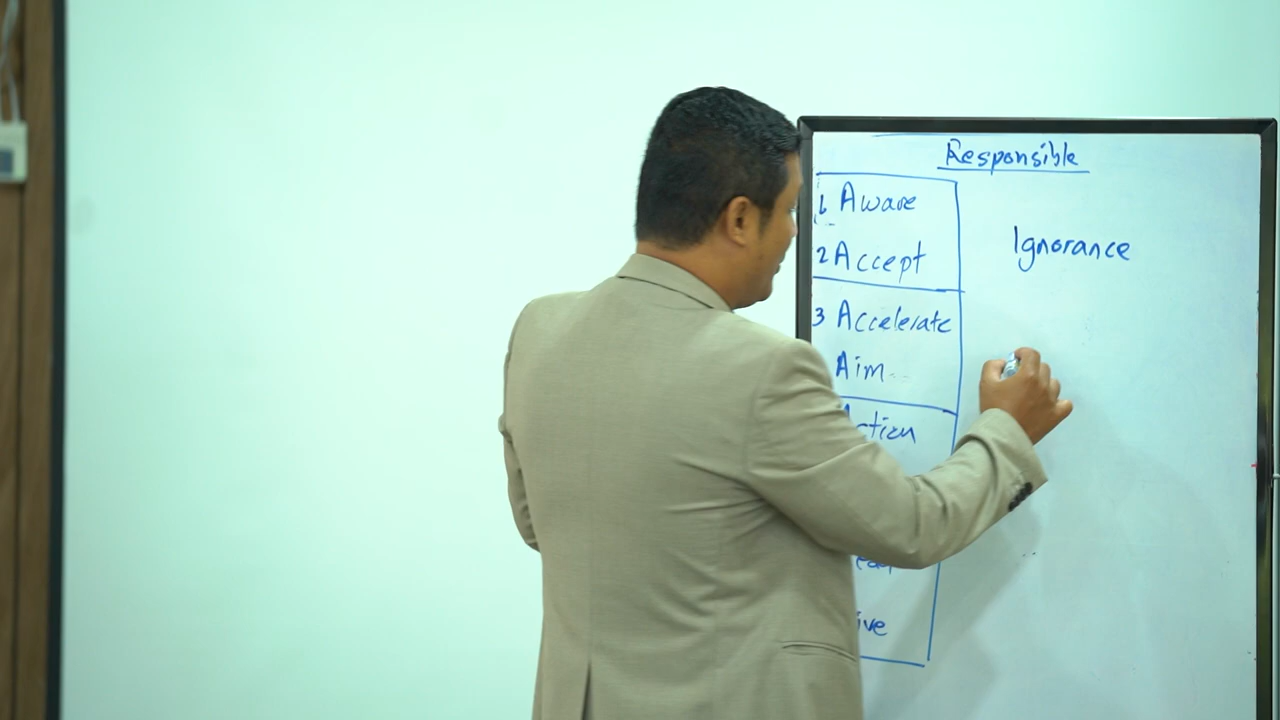 Responsible
1 Aware
2 Accept
3 Accelerate
Aim
Action
Ignorance